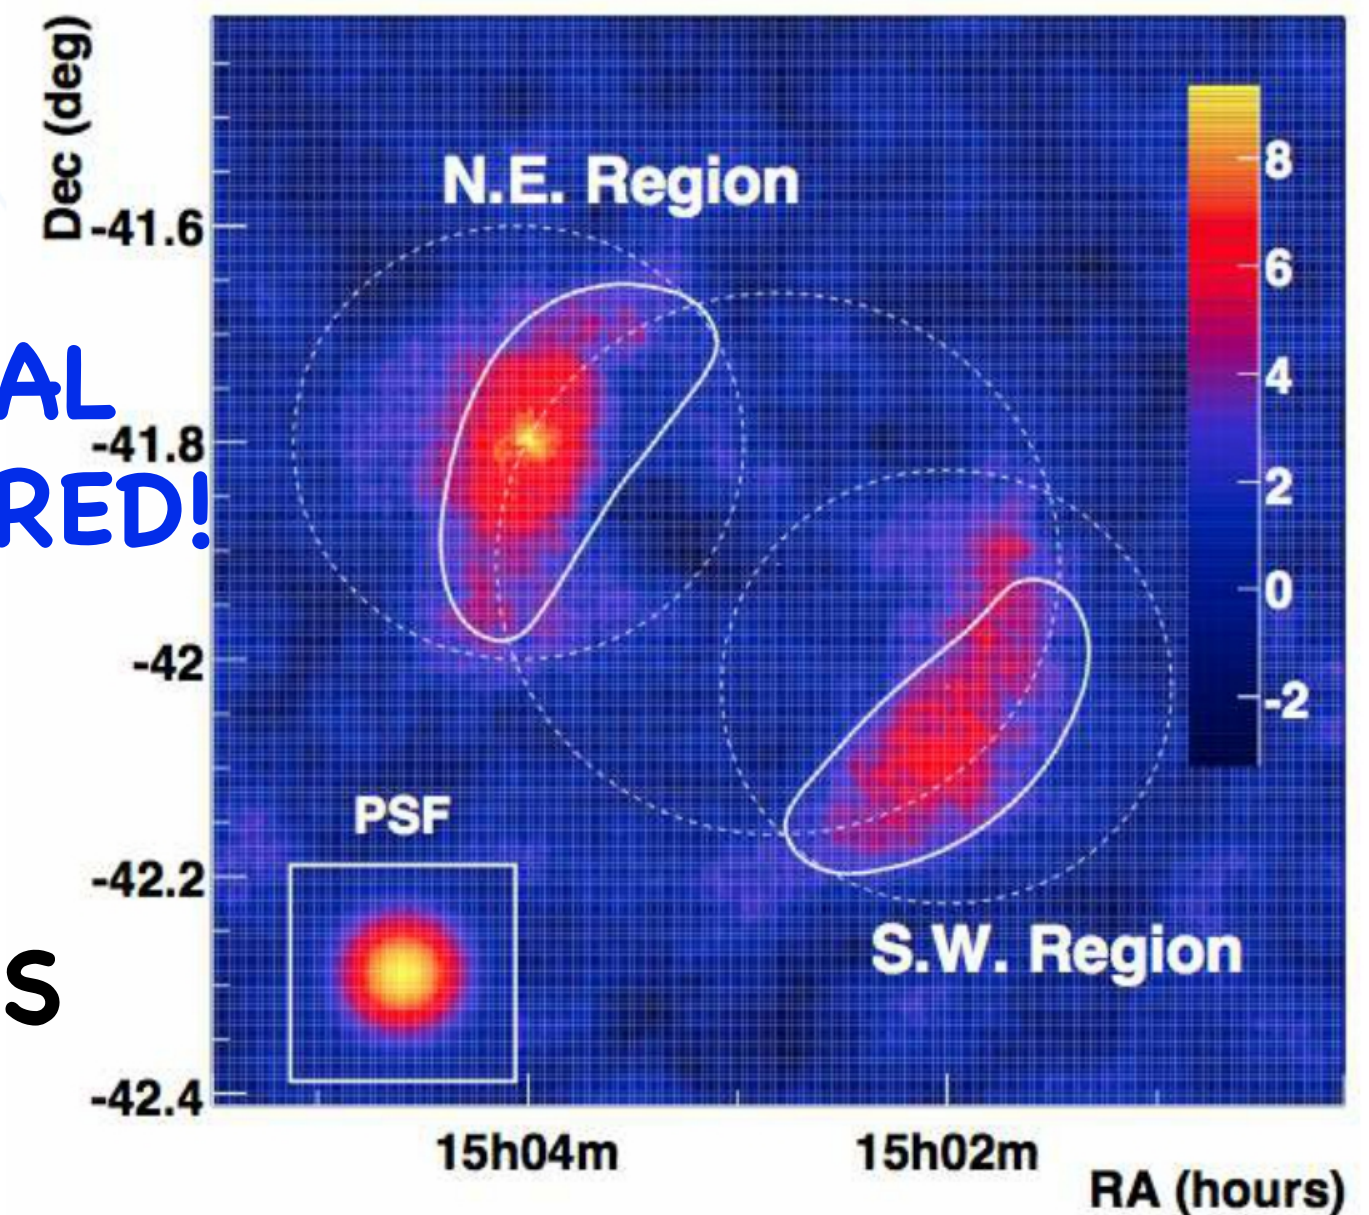 Dec (deg)
N.E. Region
-41.6
AL
-41.8
RED!
-42
-42.2
-42.4
S
PSF
S.W. Region
8
6
4
2
0
-2
15h04m
15h02m
RA (hours)